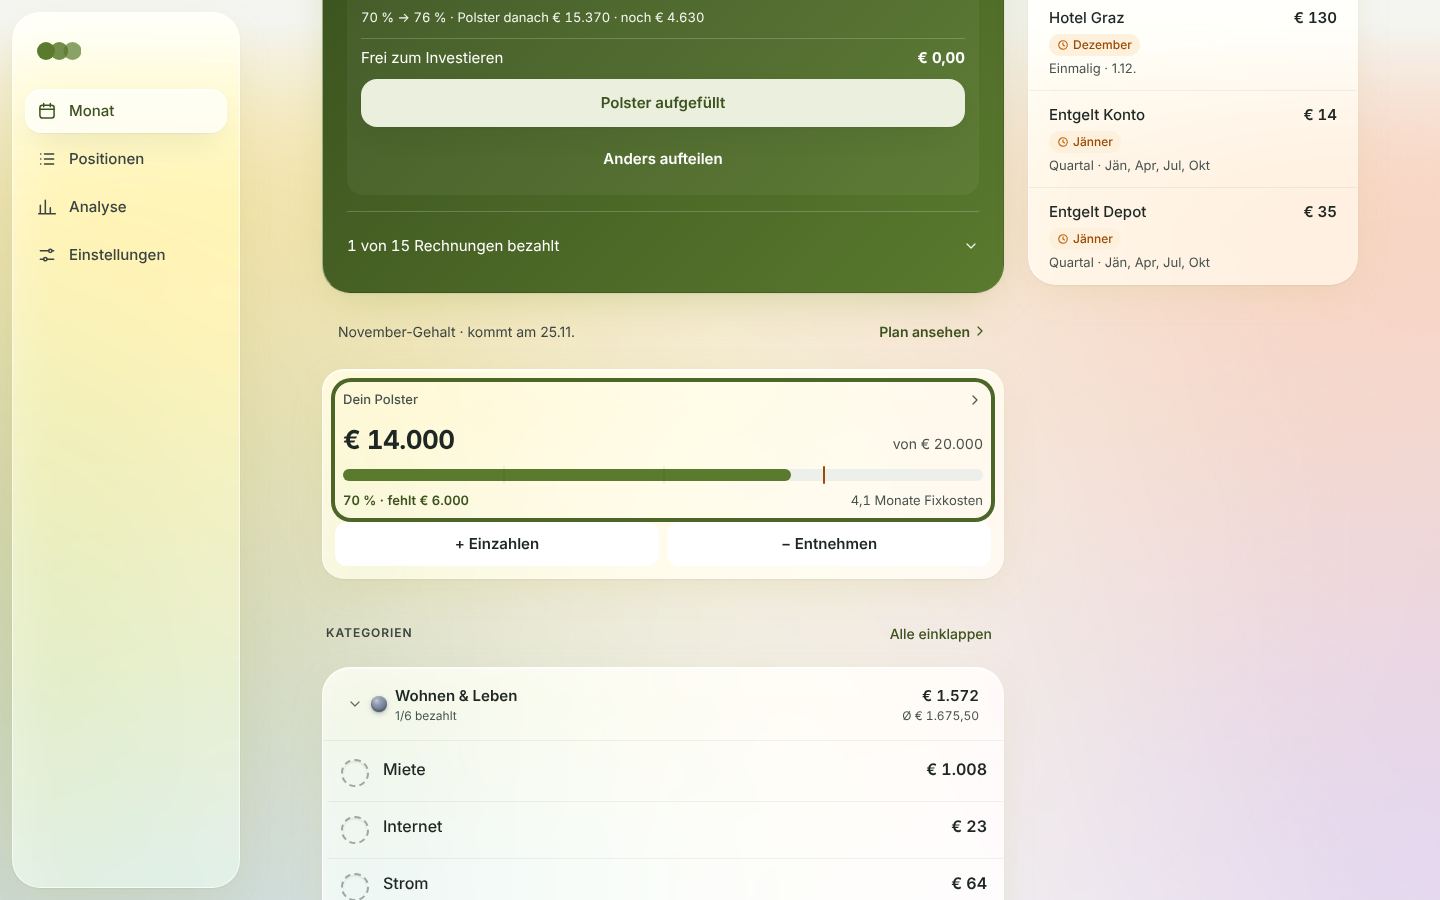 Monat
Positionen
Analyse
Einstellungen
70 % → 76 % · Polster danach € 15.370 · noch € 4.630
Frei zum Investieren € 0,00
Polster aufgefüllt
Anders aufteilen
1 von 15 Rechnungen bezahlt
November-Gehalt · kommt am 25.11. Plan ansehen
Dein Polster
€ 14.000 von € 20.000
70 % · fehlt € 6.000 4,1 Monate Fixkosten
+ Einzahlen – Entnehmen
KATEGORIEN Alle einklappen
Wohnen & Leben € 1.572
1/6 bezahlt Ø € 1.675,50
Miete € 1.008
Internet € 23
Strom € 64
Hotel Graz € 130
Dezember
Einmalig · 1.12.
Entgelt Konto € 14
Jänner
Quartal · Jän, Apr, Jul, Okt
Entgelt Depot € 35
Jänner
Quartal · Jän, Apr, Jul, Okt